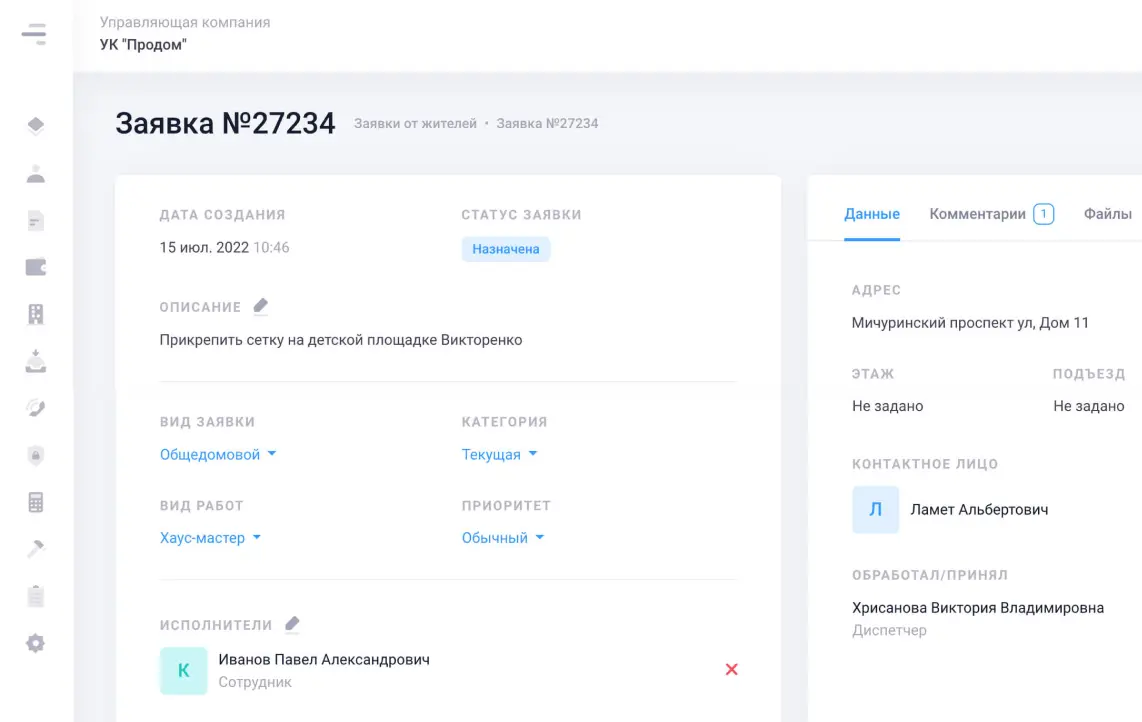 Управляющая компания
УК "Продом"
Заявка №27234
Заявки от жителей • Заявка №27234
ДАТА СОЗДАНИЯ
15 июл. 2022 10:46
СТАТУС ЗАЯВКИ
Назначена
ОПИСАНИЕ
Прикрепить сетку на детской площадке Викторенко
ВИД ЗАЯВКИ
Общедомовой
КАТЕГОРИЯ
Текущая
ВИД РАБОТ
Хаус-мастер
ПРИОРИТЕТ
Обычный
ИСПОЛНИТЕЛИ
К
Иванов Павел Александрович
Сотрудник
Данные Комментарии 1 Файлы
АДРЕС
Мичуринский проспект ул, Дом 11
ЭТАЖ
Не задано
ПОДЪЕЗД
Не задано
КОНТАКТНОЕ ЛИЦО
Л
Ламет Альбертович
ОБРАБОТАЛ/ПРИНЯЛ
Хрисанова Виктория Владимировна
Диспетчер